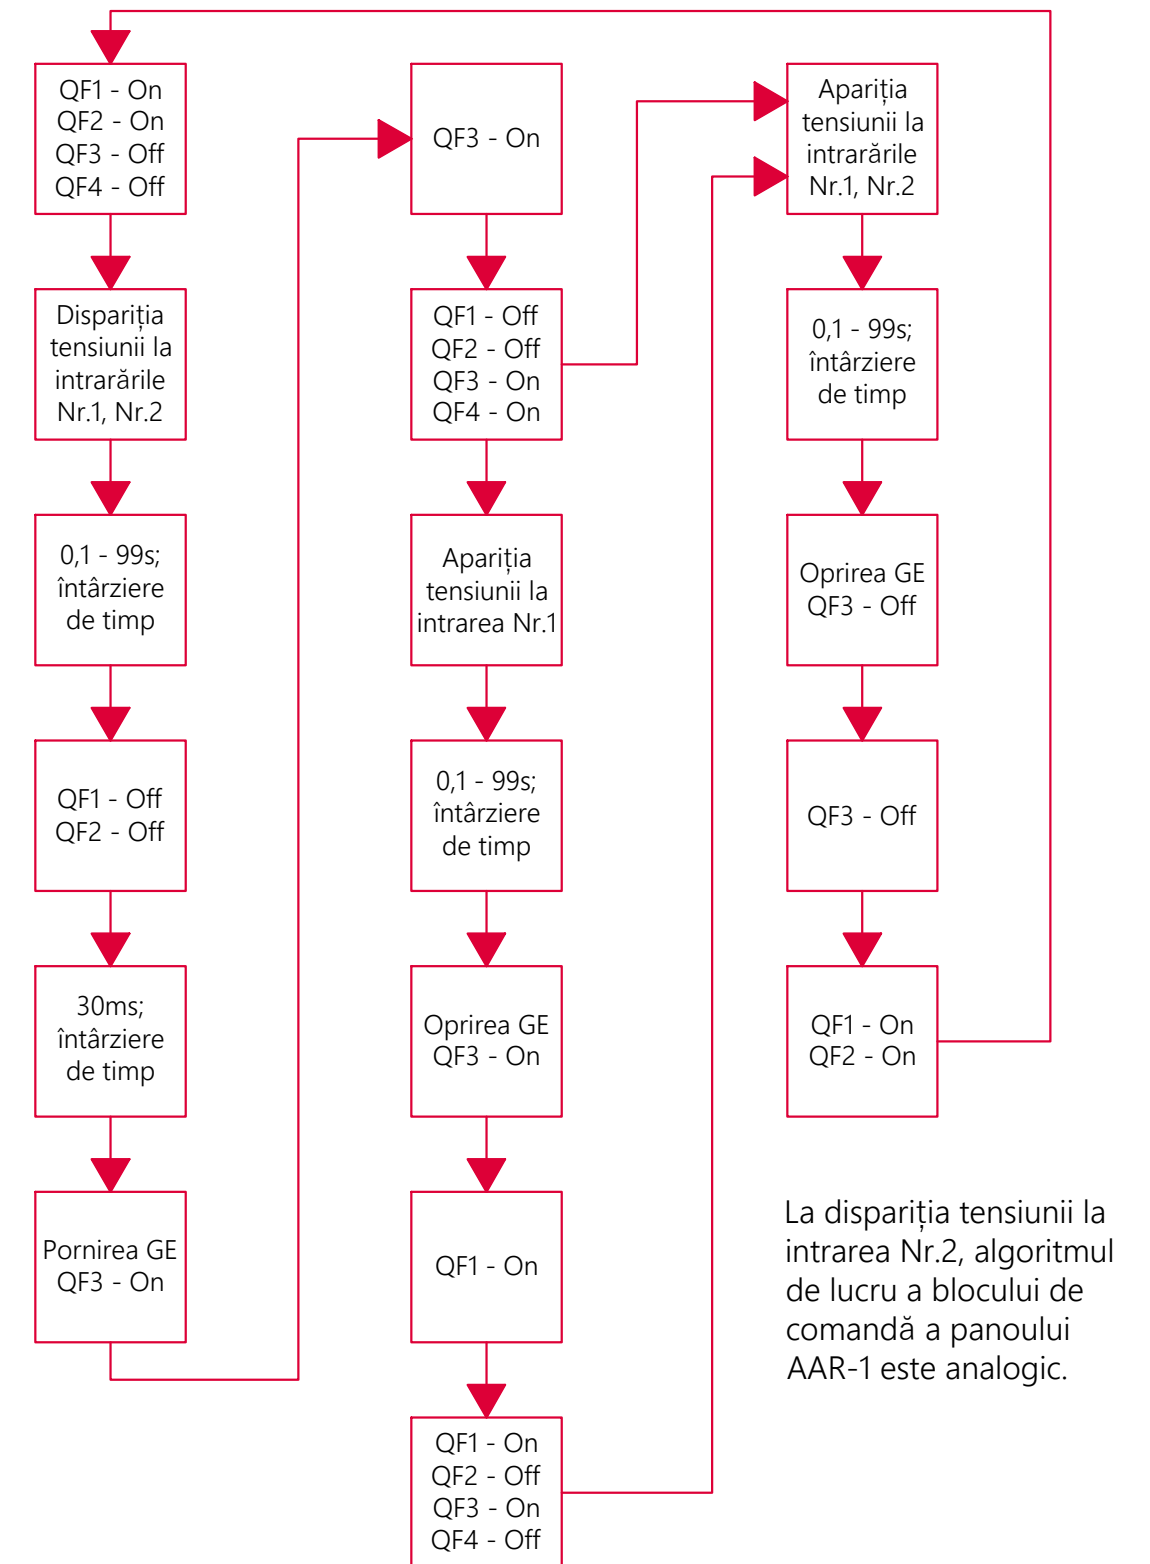 QF1 - On
QF2 - On
QF3 - Off
QF4 - Off
Dispariția
tensiunii la
intrarările
Nr.1, Nr.2
0,1 - 99s;
întârziere
de timp
QF1 - Off
QF2 - Off
30ms;
întârziere
de timp
Pornirea GE
QF3 - On
QF3 - On
QF1 - Off
QF2 - Off
QF3 - On
QF4 - On
Apariția
tensiunii la
intrarea Nr.1
0,1 - 99s;
întârziere
de timp
Oprirea GE
QF3 - On
QF1 - On
QF1 - On
QF2 - Off
QF3 - On
QF4 - Off
Apariția
tensiunii la
intrarările
Nr.1, Nr.2
0,1 - 99s;
întârziere
de timp
Oprirea GE
QF3 - Off
QF3 - Off
QF1 - On
QF2 - On
La dispariția tensiunii la
intrarea Nr.2, algoritmul
de lucru a blocului de
comandă a panoului
AAR-1 este analogic.